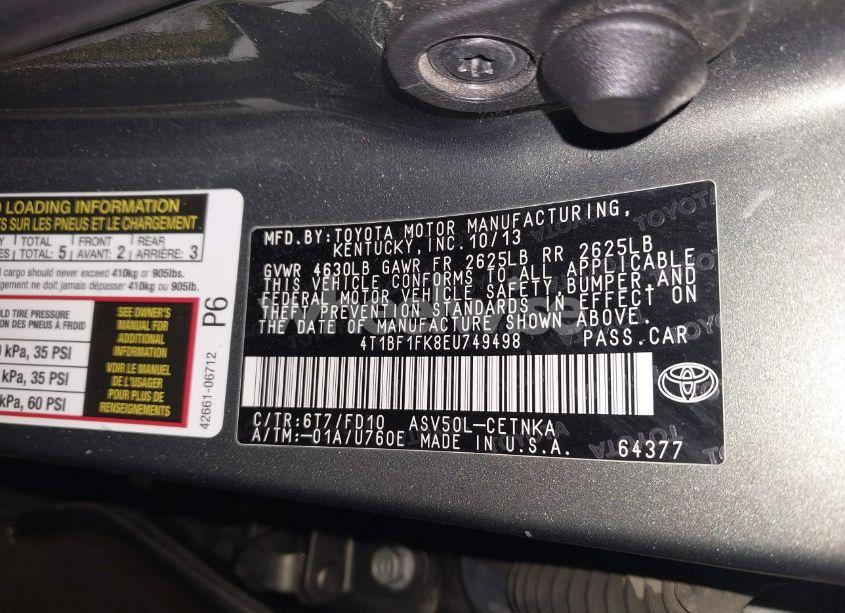 LOADING INFORMATION
SUR LES PNEUS ET LE CHARGEMENT
TOTAL FRONT REAR
TOTAL: 5 AVANT: 2 ARRIÈRE: 3
cargo should never exceed 410kg or 905lbs.
ne doit jamais dépasser 410kg ou 905lb.
TIRE PRESSURE
DES PNEUS À FROID
kPa, 35 PSI
kPa, 35 PSI
kPa, 60 PSI
SEE OWNER'S
MANUAL FOR
ADDITIONAL
INFORMATION
VOIR LE MANUEL
DE L'USAGER
POUR PLUS DE
RENSEIGNEMENTS
P6
42661-06712
MFD.BY:TOYOTA MOTOR MANUFACTURING,
KENTUCKY, INC.10/13
GVWR 4630LB GAWR FR 2625LB RR 2625LB
THIS VEHICLE CONFORMS TO ALL APPLICABLE
FEDERAL MOTOR VEHICLE SAFETY,BUMPER,AND
THEFT PREVENTION STANDARDS IN EFFECT ON
THE DATE OF MANUFACTURE SHOWN ABOVE.
4T1BF1FK8EU749498 PASS.CAR
C/TR:6T7/FD10 ASV50L-CETNKA
A/TM:-01A/U760E MADE IN U.S.A. 64377
TOYOTA